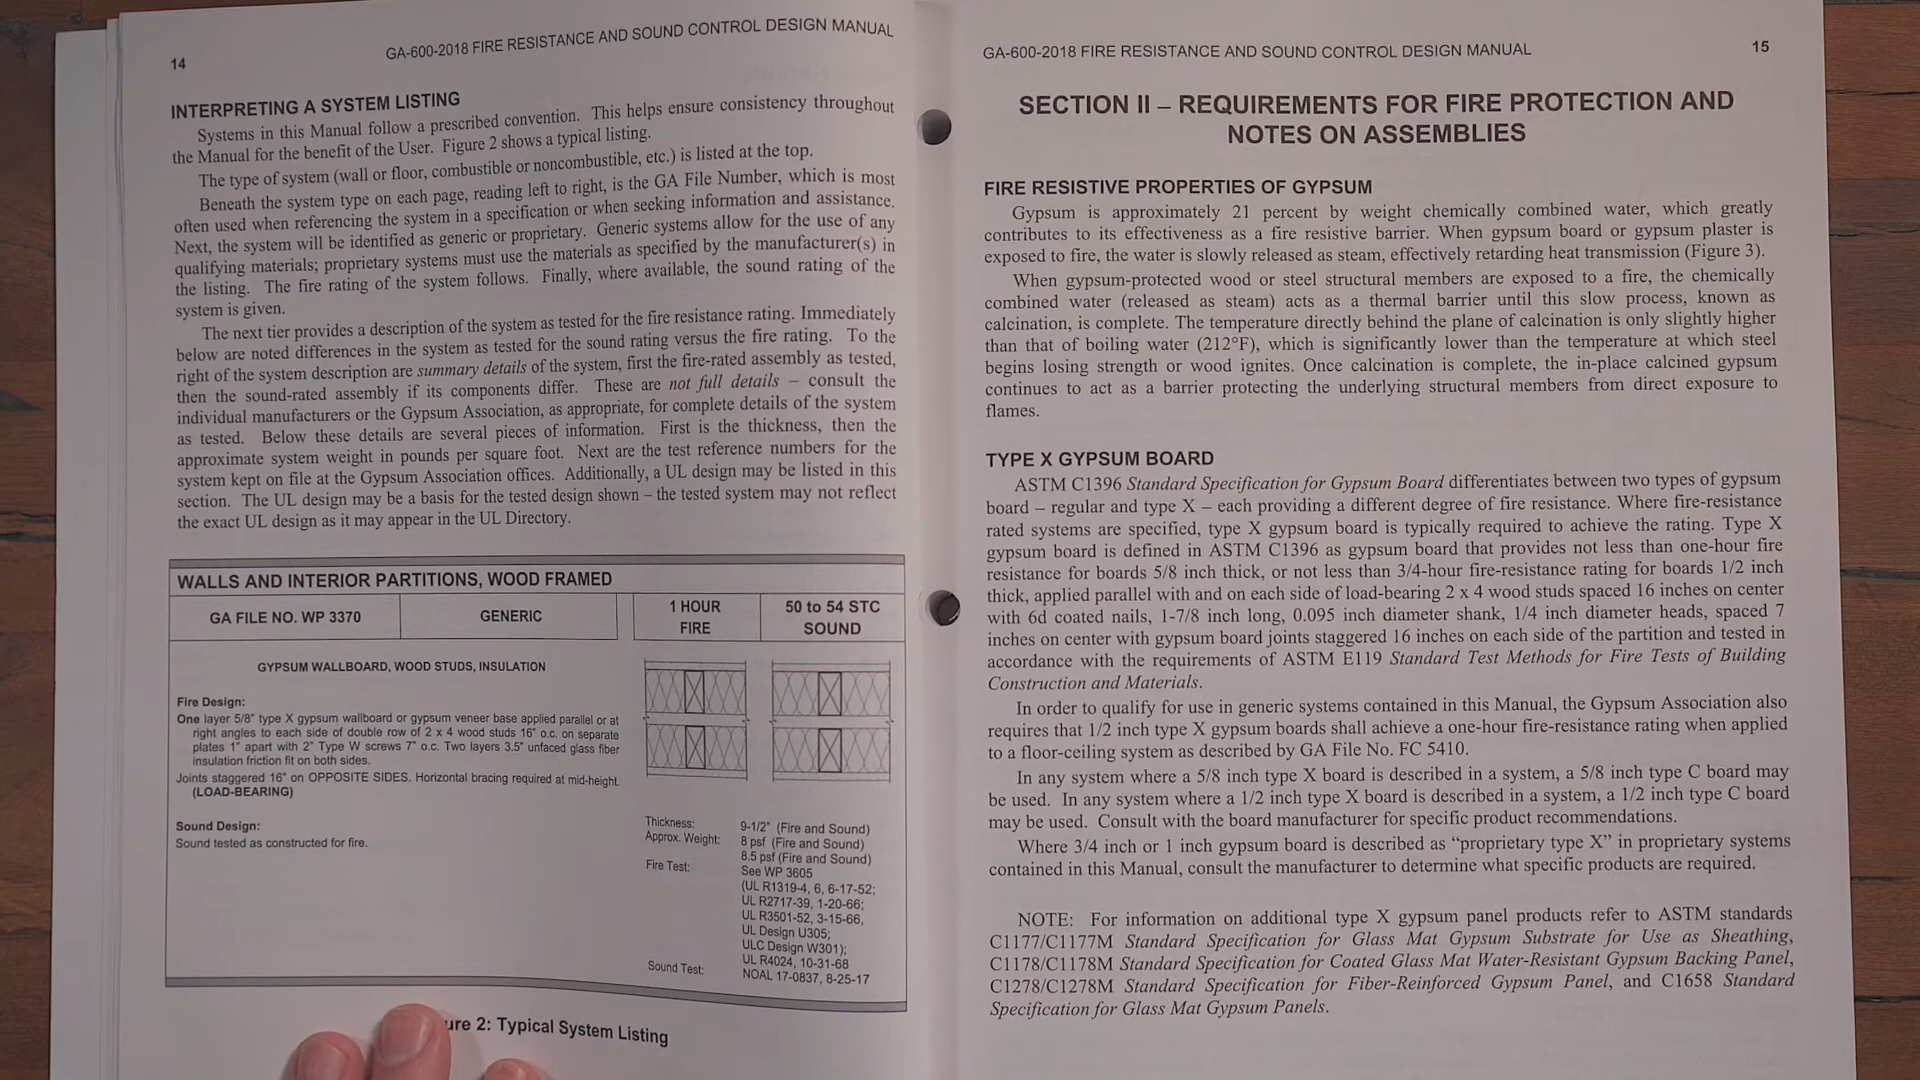 14
GA-600-2018 FIRE RESISTANCE AND SOUND CONTROL DESIGN MANUAL
INTERPRETING A SYSTEM LISTING
Systems in this Manual follow a prescribed convention. This helps ensure consistency throughout
the Manual for the benefit of the User. Figure 2 shows a typical listing.
The type of system (wall or floor, combustible or noncombustible, etc.) is listed at the top.
Beneath the system type on each page, reading left to right, is the GA File Number, which is most
often used when referencing the system in a specification or when seeking information and assistance.
Next, the system will be identified as generic or proprietary. Generic systems allow for the use of any
qualifying materials; proprietary systems must use the materials as specified by the manufacturer(s) in
the listing. The fire rating of the system follows. Finally, where available, the sound rating of the
system is given.
The next tier provides a description of the system as tested for the fire resistance rating. Immediately
below are noted differences in the system as tested for the sound rating versus the fire rating. To the
right of the system description are summary details of the system, first the fire-rated assembly as tested,
then the sound-rated assembly if its components differ. These are not full details – consult the
individual manufacturers or the Gypsum Association, as appropriate, for complete details of the system
as tested. Below these details are several pieces of information. First is the thickness, then the
approximate system weight in pounds per square foot. Next are the test reference numbers for the
system kept on file at the Gypsum Association offices. Additionally, a UL design may be listed in this
section. The UL design may be a basis for the tested design shown – the tested system may not reflect
the exact UL design as it may appear in the UL Directory.
WALLS AND INTERIOR PARTITIONS, WOOD FRAMED
GA FILE NO. WP 3370
GENERIC
1 HOUR
FIRE
50 to 54 STC
SOUND
GYPSUM WALLBOARD, WOOD STUDS, INSULATION
Fire Design:
One layer 5/8" type X gypsum wallboard or gypsum veneer base applied parallel or at
right angles to each side of double row of 2 x 4 wood studs 16" o.c. on separate
plates 1" apart with 2" Type W screws 7" o.c. Two layers 3.5" unfaced glass fiber
insulation friction fit on both sides.
Joints staggered 16" on OPPOSITE SIDES. Horizontal bracing required at mid-height.
(LOAD-BEARING)
Sound Design:
Sound tested as constructed for fire.
Thickness: 9-1/2" (Fire and Sound)
Approx. Weight: 8 psf (Fire and Sound)
8.5 psf (Fire and Sound)
Fire Test: See WP 3605
(UL R1319-4, 6, 6-17-52;
UL R2717-39, 1-20-66;
UL R3501-52, 3-15-66,
UL Design U305;
ULC Design W301);
UL R4024, 10-31-68
Sound Test: NOAL 17-0837, 8-25-17
ure 2: Typical System Listing
GA-600-2018 FIRE RESISTANCE AND SOUND CONTROL DESIGN MANUAL
15
SECTION II – REQUIREMENTS FOR FIRE PROTECTION AND
NOTES ON ASSEMBLIES
FIRE RESISTIVE PROPERTIES OF GYPSUM
Gypsum is approximately 21 percent by weight chemically combined water, which greatly
contributes to its effectiveness as a fire resistive barrier. When gypsum board or gypsum plaster is
exposed to fire, the water is slowly released as steam, effectively retarding heat transmission (Figure 3).
When gypsum-protected wood or steel structural members are exposed to a fire, the chemically
combined water (released as steam) acts as a thermal barrier until this slow process, known as
calcination, is complete. The temperature directly behind the plane of calcination is only slightly higher
than that of boiling water (212°F), which is significantly lower than the temperature at which steel
begins losing strength or wood ignites. Once calcination is complete, the in-place calcined gypsum
continues to act as a barrier protecting the underlying structural members from direct exposure to
flames.
TYPE X GYPSUM BOARD
ASTM C1396 Standard Specification for Gypsum Board differentiates between two types of gypsum
board – regular and type X – each providing a different degree of fire resistance. Where fire-resistance
rated systems are specified, type X gypsum board is typically required to achieve the rating. Type X
gypsum board is defined in ASTM C1396 as gypsum board that provides not less than one-hour fire
resistance for boards 5/8 inch thick, or not less than 3/4-hour fire-resistance rating for boards 1/2 inch
thick, applied parallel with and on each side of load-bearing 2 x 4 wood studs spaced 16 inches on center
with 6d coated nails, 1-7/8 inch long, 0.095 inch diameter shank, 1/4 inch diameter heads, spaced 7
inches on center with gypsum board joints staggered 16 inches on each side of the partition and tested in
accordance with the requirements of ASTM E119 Standard Test Methods for Fire Tests of Building
Construction and Materials.
In order to qualify for use in generic systems contained in this Manual, the Gypsum Association also
requires that 1/2 inch type X gypsum boards shall achieve a one-hour fire-resistance rating when applied
to a floor-ceiling system as described by GA File No. FC 5410.
In any system where a 5/8 inch type X board is described in a system, a 5/8 inch type C board may
be used. In any system where a 1/2 inch type X board is described in a system, a 1/2 inch type C board
may be used. Consult with the board manufacturer for specific product recommendations.
Where 3/4 inch or 1 inch gypsum board is described as “proprietary type X” in proprietary systems
contained in this Manual, consult the manufacturer to determine what specific products are required.
NOTE: For information on additional type X gypsum panel products refer to ASTM standards
C1177/C1177M Standard Specification for Glass Mat Gypsum Substrate for Use as Sheathing,
C1178/C1178M Standard Specification for Coated Glass Mat Water-Resistant Gypsum Backing Panel,
C1278/C1278M Standard Specification for Fiber-Reinforced Gypsum Panel, and C1658 Standard
Specification for Glass Mat Gypsum Panels.